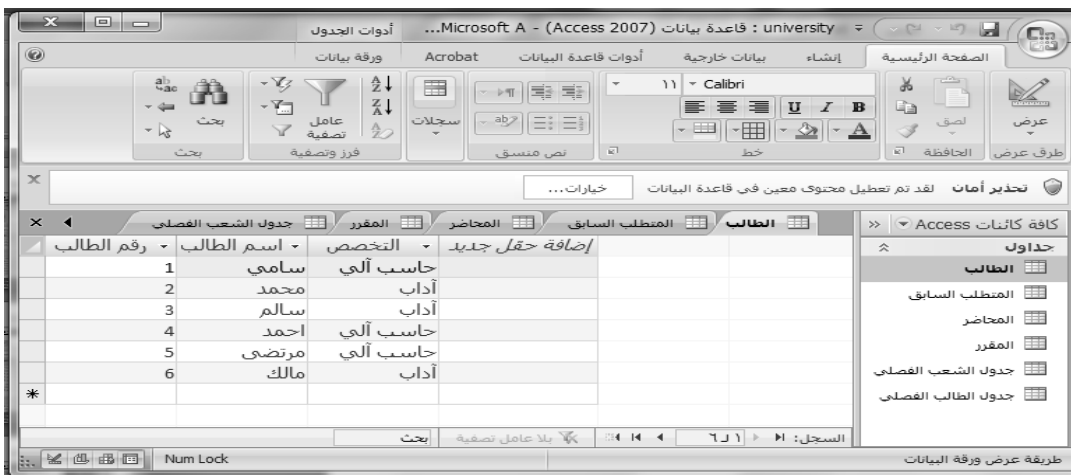 university : قاعدة بيانات (Access 2007) - Microsoft A...
أدوات الجدول
الصفحة الرئيسية
إنشاء
بيانات خارجية
أدوات قاعدة البيانات
Acrobat
ورقة بيانات
عرض
لصق
Calibri
١١
B I U
A
سجلات
عامل تصفية
بحث
طرق عرض
الحافظة
خط
نص منسق
فرز وتصفية
بحث
تحذير أمان لقد تم تعطيل محتوى معين في قاعدة البيانات
خيارات...
كافة كائنات Access
جداول
الطالب
المتطلب السابق
المحاضر
المقرر
جدول الشعب الفصلي
جدول الطالب الفصلي
الطالب المتطلب السابق المحاضر المقرر جدول الشعب الفصلي
رقم الطالب اسم الطالب التخصص إضافة حقل جديد
1 سامي حاسب آلي
2 محمد آداب
3 سالم آداب
4 احمد حاسب آلي
5 مرتضى حاسب آلي
6 مالك آداب
السجل: ١ لـ ٦
بلا عامل تصفية
بحث
طريقة عرض ورقة البيانات
Num Lock